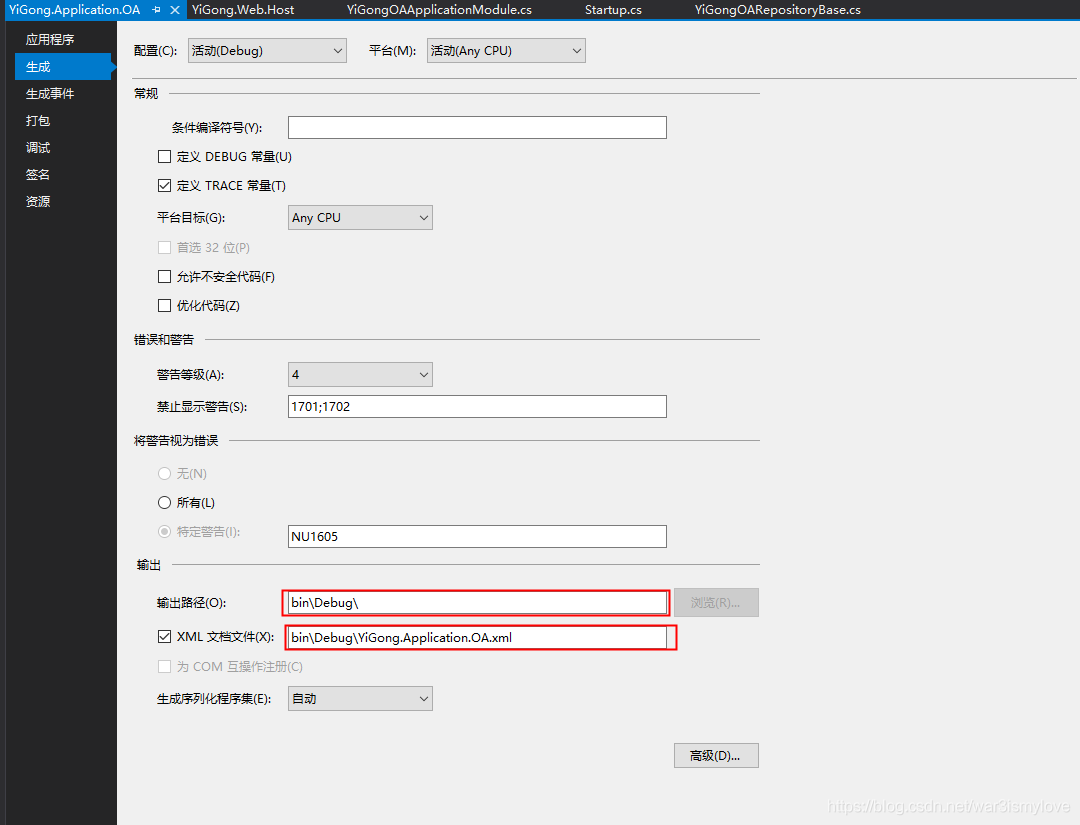 YiGong.Application.OA YiGong.Web.Host YiGongOAApplicationModule.cs Startup.cs YiGongOARepositoryBase.cs
应用程序
生成
生成事件
打包
调试
签名
资源
配置(C): 活动(Debug) 平台(M): 活动(Any CPU)
常规
条件编译符号(Y):
定义 DEBUG 常量(U)
定义 TRACE 常量(T)
平台目标(G): Any CPU
首选 32 位(P)
允许不安全代码(F)
优化代码(Z)
错误和警告
警告等级(A): 4
禁止显示警告(S): 1701;1702
将警告视为错误
无(N)
所有(L)
特定警告(I): NU1605
输出
输出路径(O): bin\Debug\ 浏览(R)...
XML 文档文件(X): bin\Debug\YiGong.Application.OA.xml
为 COM 互操作注册(C)
生成序列化程序集(E): 自动
高级(D)...
https://blog.csdn.net/war3ismylove